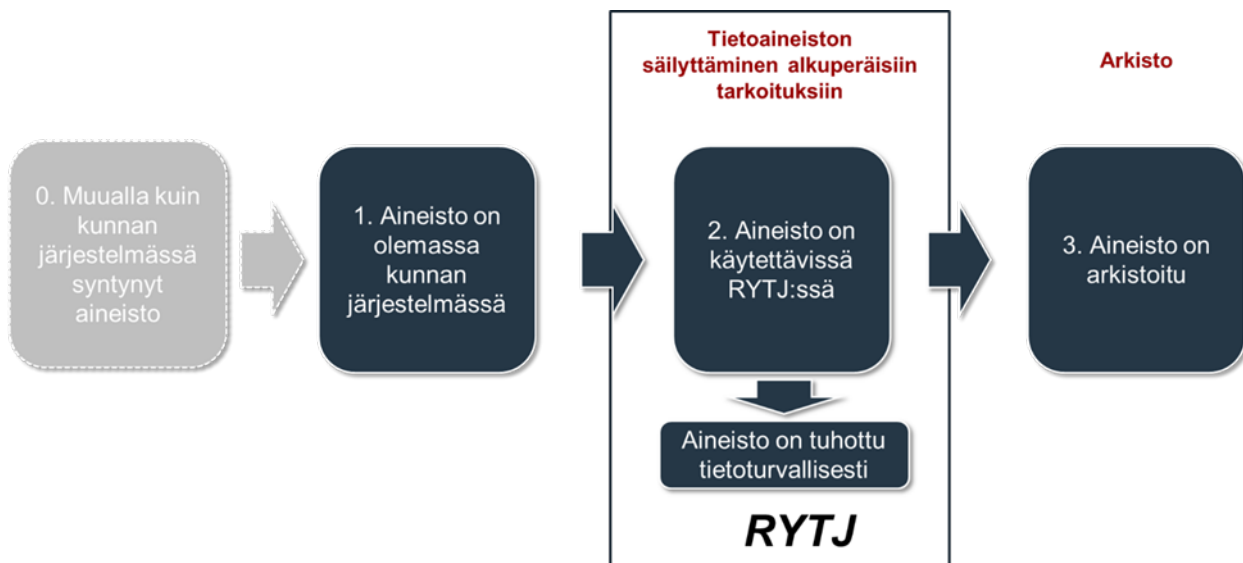 Tietoaineiston
säilyttäminen alkuperäisiin
tarkoituksiin
Arkisto
0. Muualla kuin
kunnan
järjestelmässä
syntynyt
aineisto
1. Aineisto on
olemassa
kunnan
järjestelmässä
2. Aineisto on
käytettävissä
RYTJ:ssä
3. Aineisto on
arkistoitu
Aineisto on tuhottu
tietoturvallisesti
RYTJ